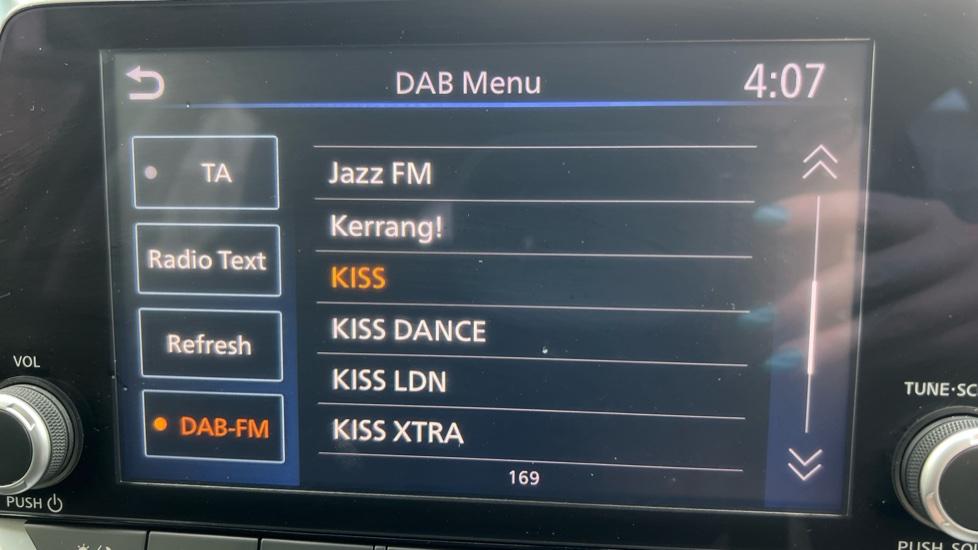 DAB Menu
4:07
TA
Radio Text
Refresh
DAB-FM
Jazz FM
Kerrang!
KISS
KISS DANCE
KISS LDN
KISS XTRA
169
VOL
PUSH
TUNE·SC
PUSH